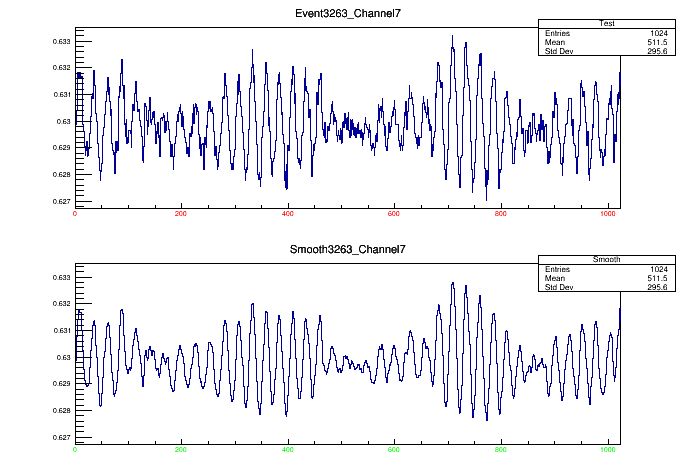 Event3263_Channel7
Test
Entries 1024
Mean 511.5
Std Dev 295.6
0.633
0.632
0.631
0.63
0.629
0.628
0.627
0 200 400 600 800 1000
Smooth3263_Channel7
Smooth
Entries 1024
Mean 511.5
Std Dev 295.6
0.633
0.632
0.631
0.63
0.629
0.628
0.627
0 200 400 600 800 1000